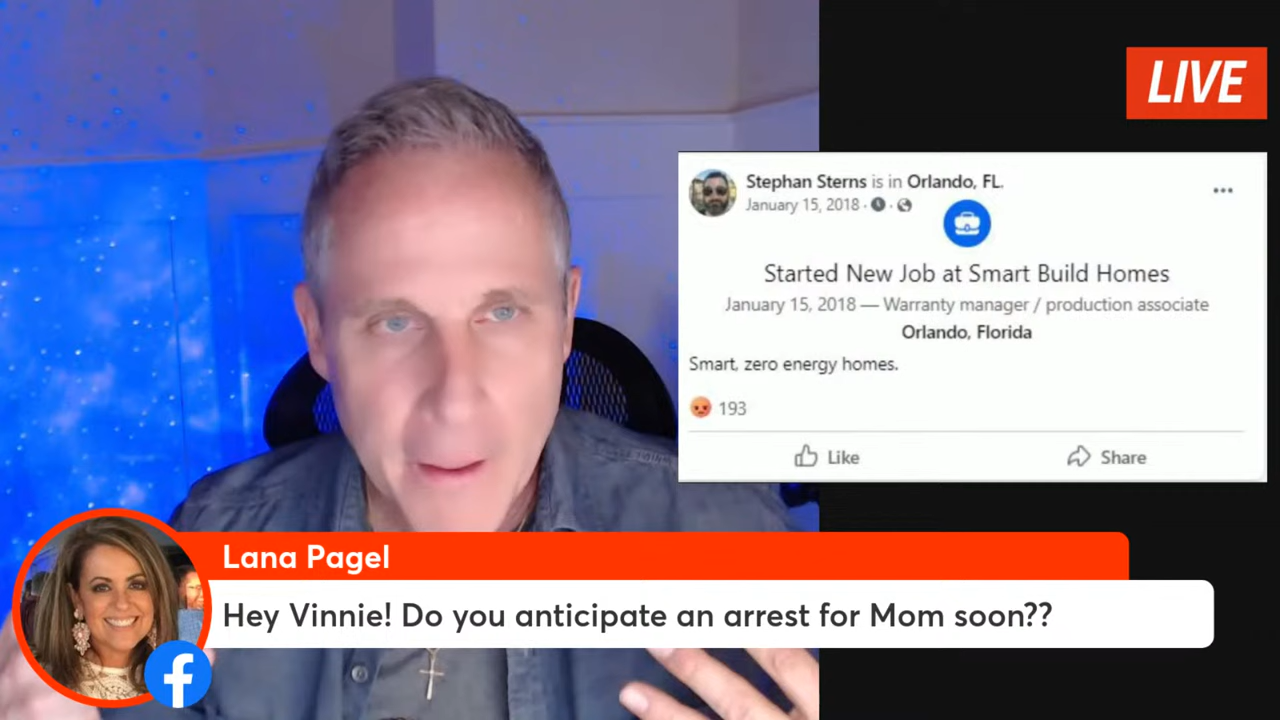 LIVE
Stephan Sterns is in Orlando, FL.
January 15, 2018
Started New Job at Smart Build Homes
January 15, 2018 — Warranty manager / production associate
Orlando, Florida
Smart, zero energy homes.
193
Like
Share
Lana Pagel
Hey Vinnie! Do you anticipate an arrest for Mom soon??